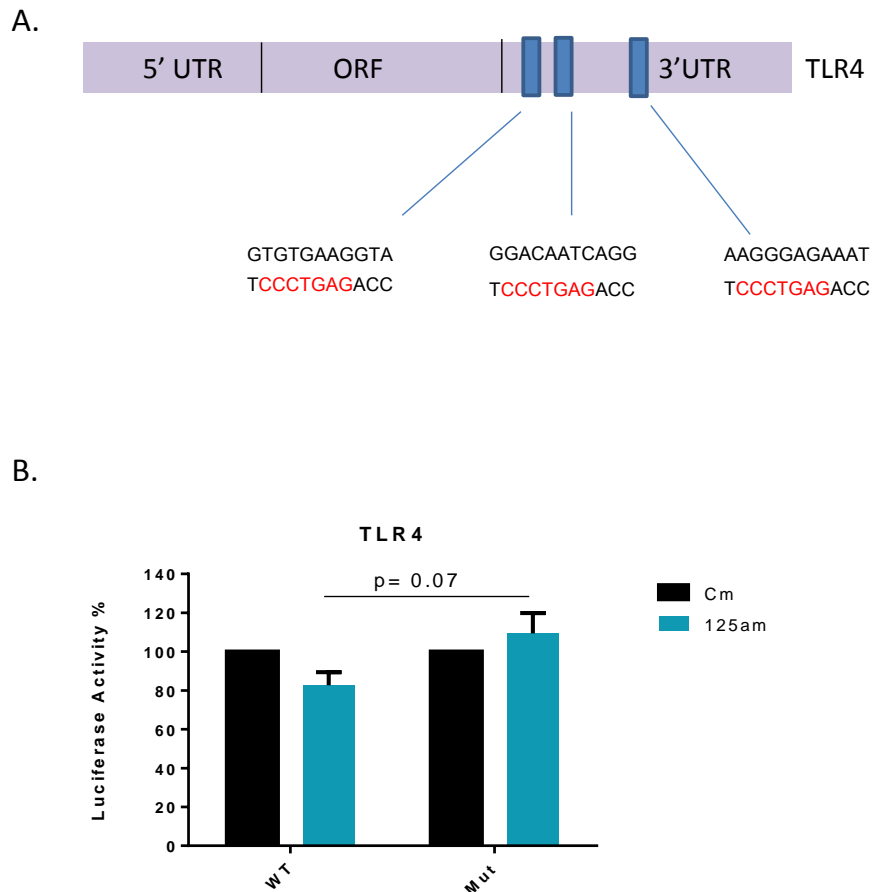 A.
5' UTR ORF 3'UTR TLR4
GTGTGAAGGTA GGACAATCAGG AAGGGAGAAAT
TCCCTGAGACC TCCCTGAGACC TCCCTGAGACC
B.
TLR4
p= 0.07
Cm
125am
Luciferase Activity %
140
120
100
80
60
40
20
0
WT Mut